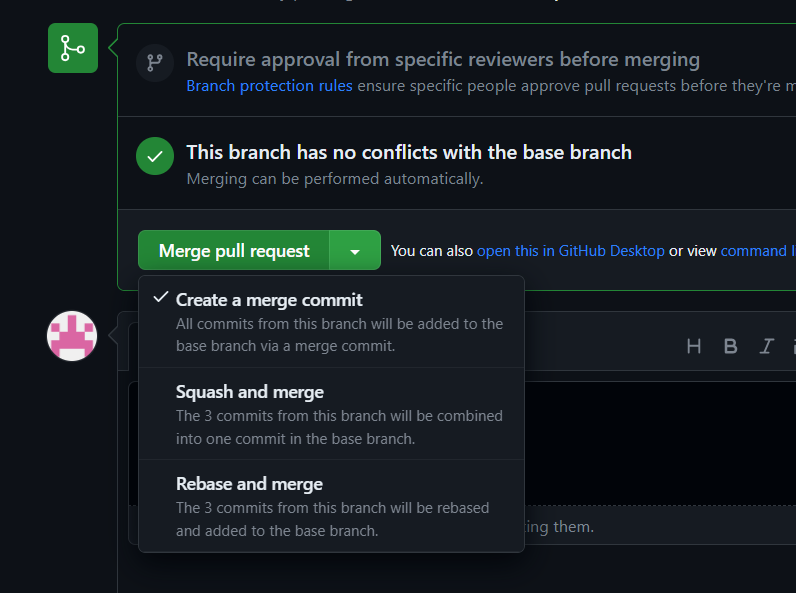 Require approval from specific reviewers before merging
Branch protection rules ensure specific people approve pull requests before they're
This branch has no conflicts with the base branch
Merging can be performed automatically.
Merge pull request You can also open this in GitHub Desktop or view command
Create a merge commit
All commits from this branch will be added to the
base branch via a merge commit.
H B I
Squash and merge
The 3 commits from this branch will be combined
into one commit in the base branch.
Rebase and merge
The 3 commits from this branch will be rebased
and added to the base branch.
them.